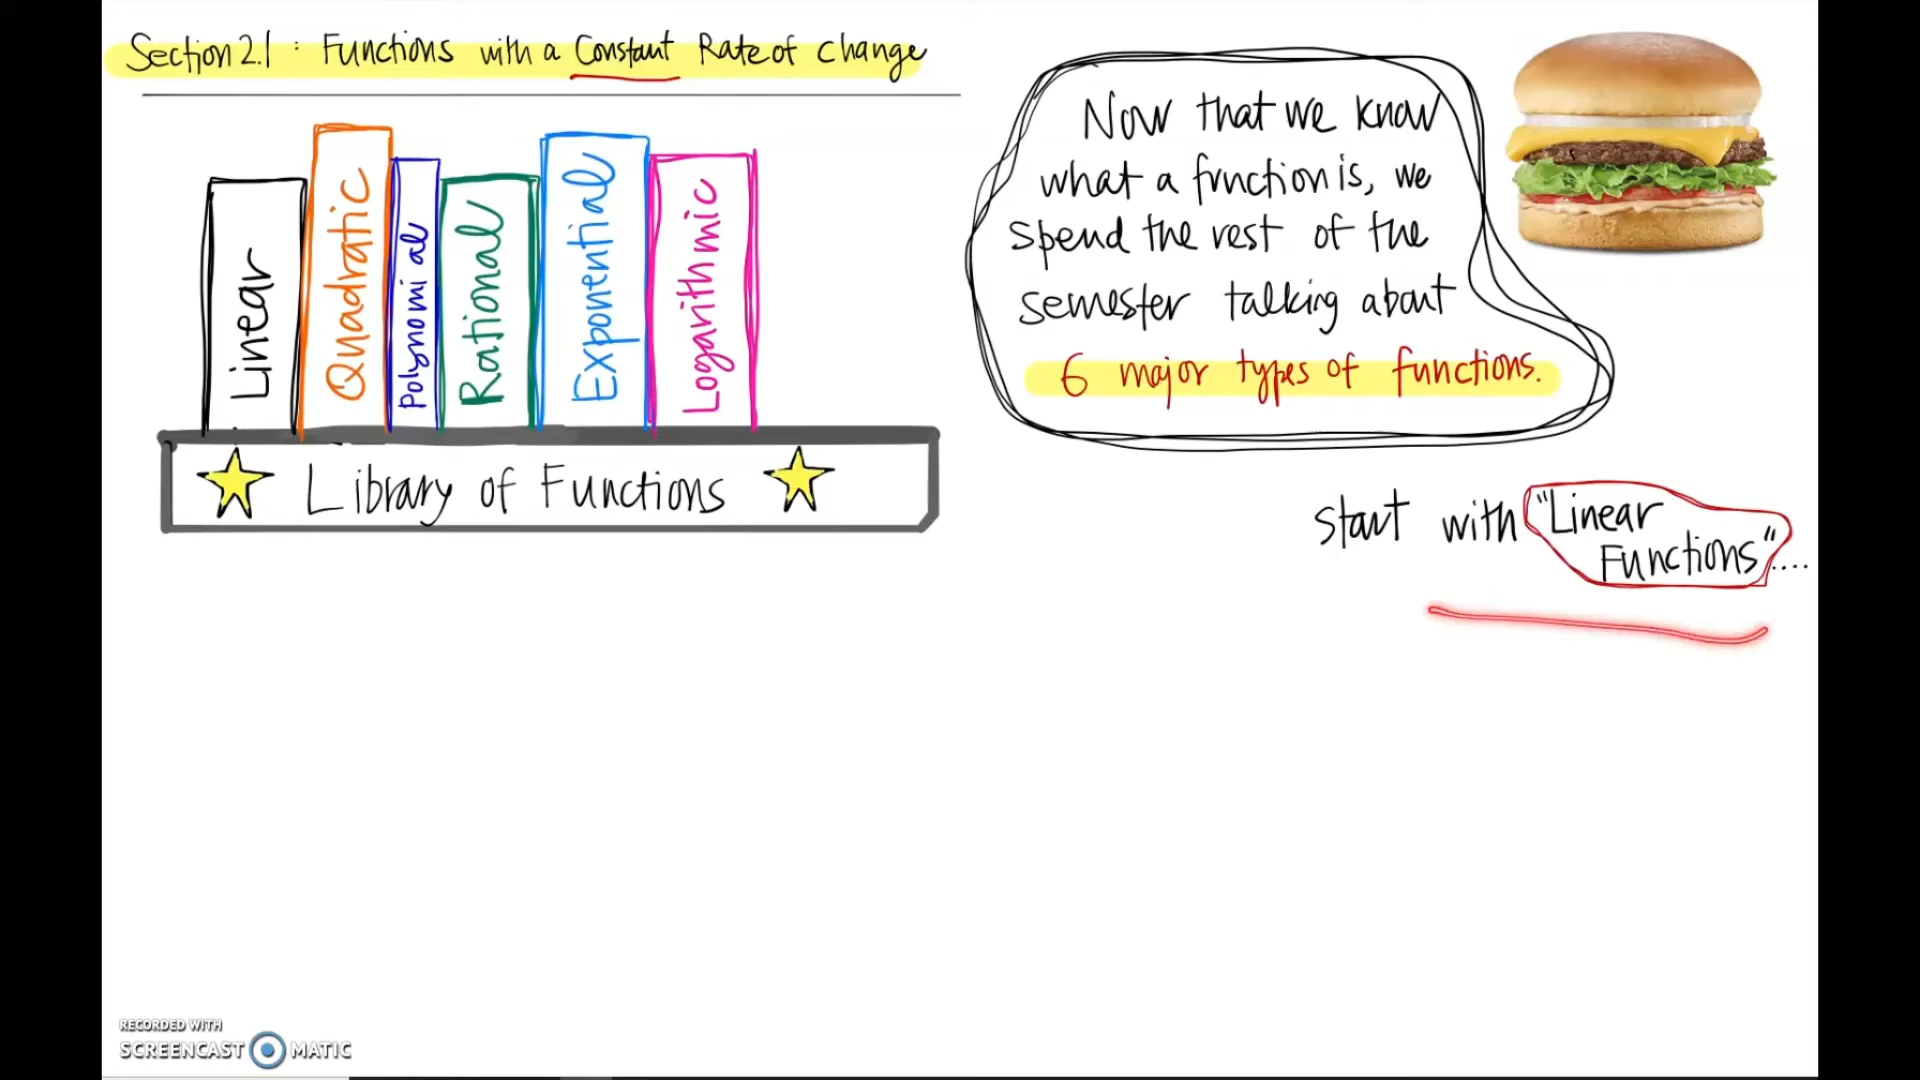 Section 2.1 : Functions with a Constant Rate of change
Linear
Quadratic
Polynomial
Rational
Exponential
Logarithmic
Library of Functions
Now that we know
what a function is, we
spend the rest of the
semester talking about
6 major types of functions.
start with "Linear
Functions"....
RECORDED WITH
SCREENCAST MATIC